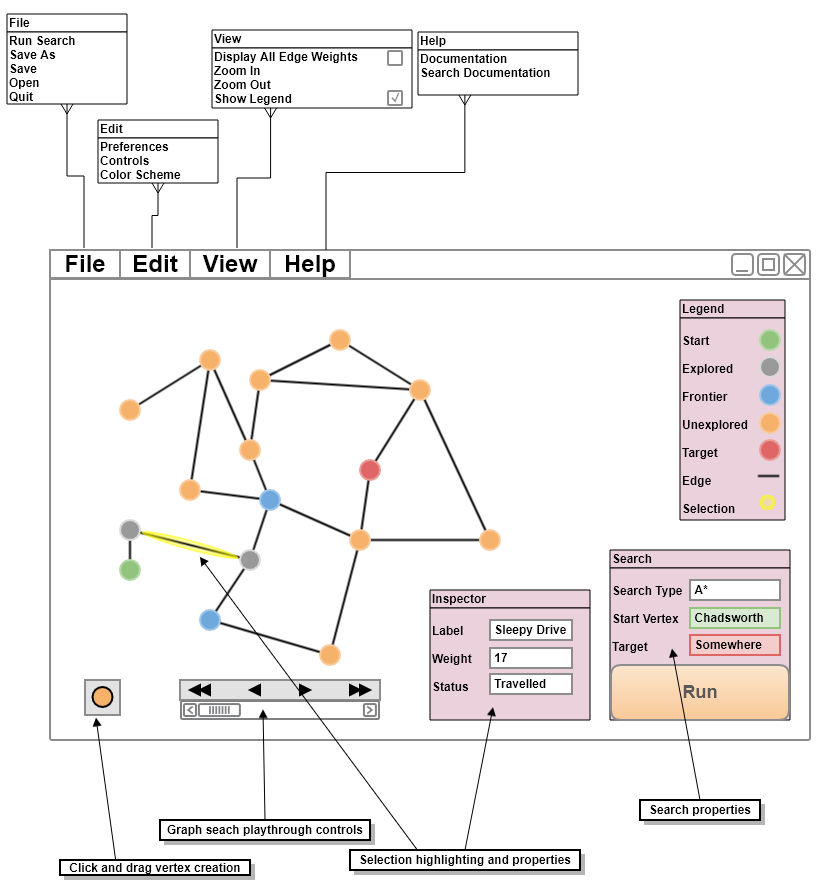 File
Run Search
Save As
Save
Open
Quit
View
Display All Edge Weights
Zoom In
Zoom Out
Show Legend
Help
Documentation
Search Documentation
Edit
Preferences
Controls
Color Scheme
File Edit View Help
Legend
Start
Explored
Frontier
Unexplored
Target
Edge
Selection
Inspector
Label Sleepy Drive
Weight 17
Status Travelled
Search
Search Type A*
Start Vertex Chadsworth
Target Somewhere
Run
Search properties
Graph seach playthrough controls
Selection highlighting and properties
Click and drag vertex creation